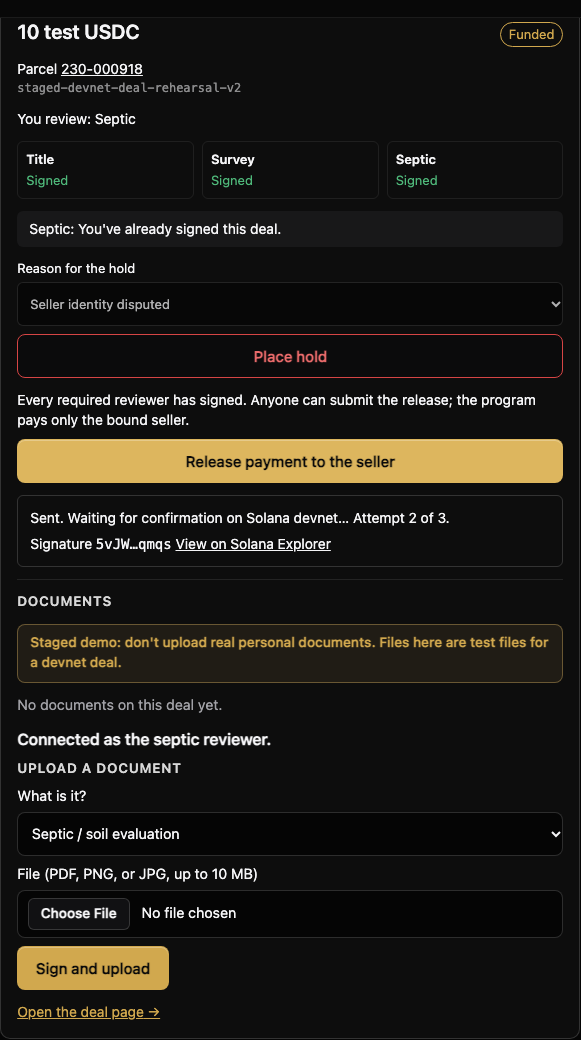 10 test USDC
Funded
Parcel 230-000918
staged-devnet-deal-rehearsal-v2
You review: Septic
Title
Signed
Survey
Signed
Septic
Signed
Septic: You've already signed this deal.
Reason for the hold
Seller identity disputed
Place hold
Every required reviewer has signed. Anyone can submit the release; the program
pays only the bound seller.
Release payment to the seller
Sent. Waiting for confirmation on Solana devnet... Attempt 2 of 3.
Signature 5vJW…qmqs View on Solana Explorer
DOCUMENTS
Staged demo: don't upload real personal documents. Files here are test files for
a devnet deal.
No documents on this deal yet.
Connected as the septic reviewer.
UPLOAD A DOCUMENT
What is it?
Septic / soil evaluation
File (PDF, PNG, or JPG, up to 10 MB)
Choose File No file chosen
Sign and upload
Open the deal page →